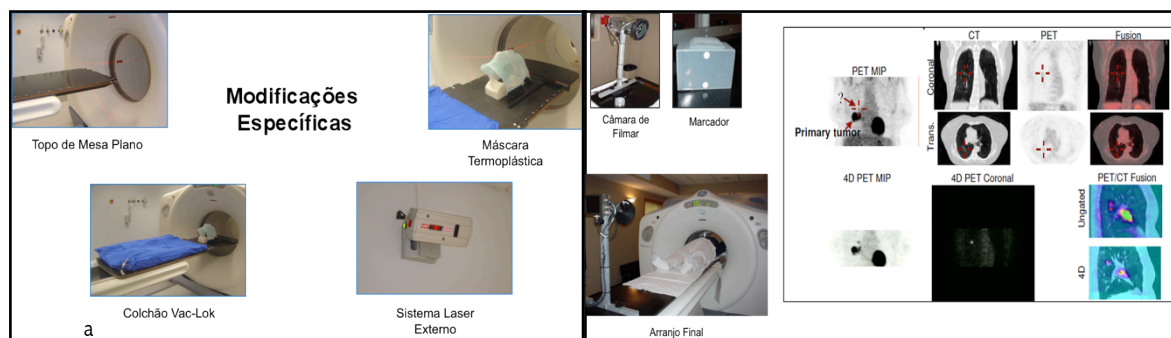 Modificações
Específicas
Topo de Mesa Plano
Máscara
Termoplástica
Colchão Vac-Lok
Sistema Laser
Externo
a
Câmara de
Filmar
Marcador
Arranjo Final
CT
PET
Fusion
PET MIP
Coronal
?
Primary tumor
Trans.
4D PET MIP
4D PET Coronal
PET/CT Fusion
Ungated
4D